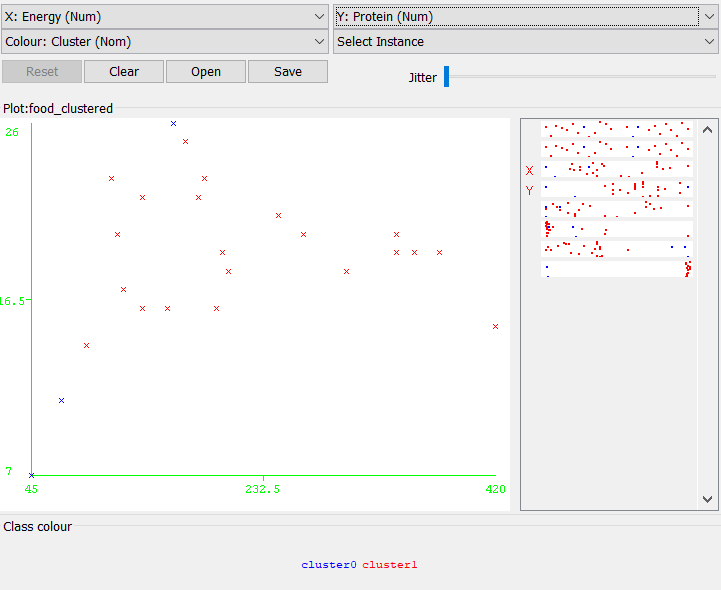 X: Energy (Num) Y: Protein (Num)
Colour: Cluster (Nom) Select Instance
Reset Clear Open Save Jitter
Plot:food_clustered
26
16.5
7
45 232.5 420
X
Y
Class colour
cluster0 cluster1